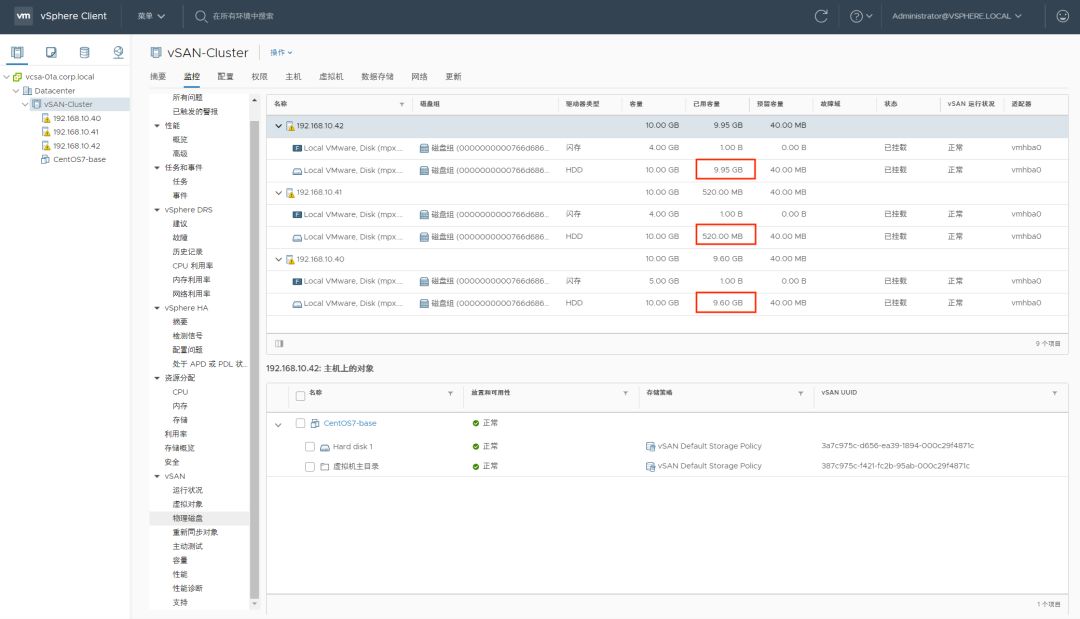 vm vSphere Client 菜单 在所有环境中搜索 Administrator@VSPHERE.LOCAL
vcsa-01a.corp.local
Datacenter
vSAN-Cluster
192.168.10.40
192.168.10.41
192.168.10.42
CentOS7-base
vSAN-Cluster 操作
摘要 监控 配置 权限 主机 虚拟机 数据存储 网络 更新
所有问题
已触发的警报
性能
概览
高级
任务和事件
任务
事件
vSphere DRS
建议
故障
历史记录
CPU 利用率
内存利用率
网络利用率
vSphere HA
摘要
检测信号
配置问题
处于 APD 或 PDL 状...
资源分配
CPU
内存
存储
利用率
存储概览
安全
vSAN
运行状况
虚拟对象
物理磁盘
重新同步对象
主动测试
容量
性能
性能诊断
支持
名称 磁盘组 驱动器类型 容量 已用容量 预留容量 故障域 状态 vSAN 运行状况 适配器
192.168.10.42 10.00 GB 9.95 GB 40.00 MB
F Local VMware, Disk (mpx.... 磁盘组 (0000000000766d686... 闪存 4.00 GB 1.00 B 0.00 B 已挂载 正常 vmhba0
Local VMware, Disk (mpx.... 磁盘组 (0000000000766d686... HDD 10.00 GB 9.95 GB 40.00 MB 已挂载 正常 vmhba0
192.168.10.41 10.00 GB 520.00 MB 40.00 MB
F Local VMware, Disk (mpx.... 磁盘组 (0000000000766d686... 闪存 4.00 GB 1.00 B 0.00 B 已挂载 正常 vmhba0
Local VMware, Disk (mpx.... 磁盘组 (0000000000766d686... HDD 10.00 GB 520.00 MB 40.00 MB 已挂载 正常 vmhba0
192.168.10.40 10.00 GB 9.60 GB 40.00 MB
F Local VMware, Disk (mpx.... 磁盘组 (0000000000766d686... 闪存 5.00 GB 1.00 B 0.00 B 已挂载 正常 vmhba0
Local VMware, Disk (mpx.... 磁盘组 (0000000000766d686... HDD 10.00 GB 9.60 GB 40.00 MB 已挂载 正常 vmhba0
9 个项目
192.168.10.42: 主机上的对象
名称 放置和可用性 存储策略 vSAN UUID
CentOS7-base 正常
Hard disk 1 正常 vSAN Default Storage Policy 3a7c975c-d656-ea39-1894-000c29f4871c
虚拟机主目录 正常 vSAN Default Storage Policy 387c975c-f421-fc2b-95ab-000c29f4871c
1 个项目